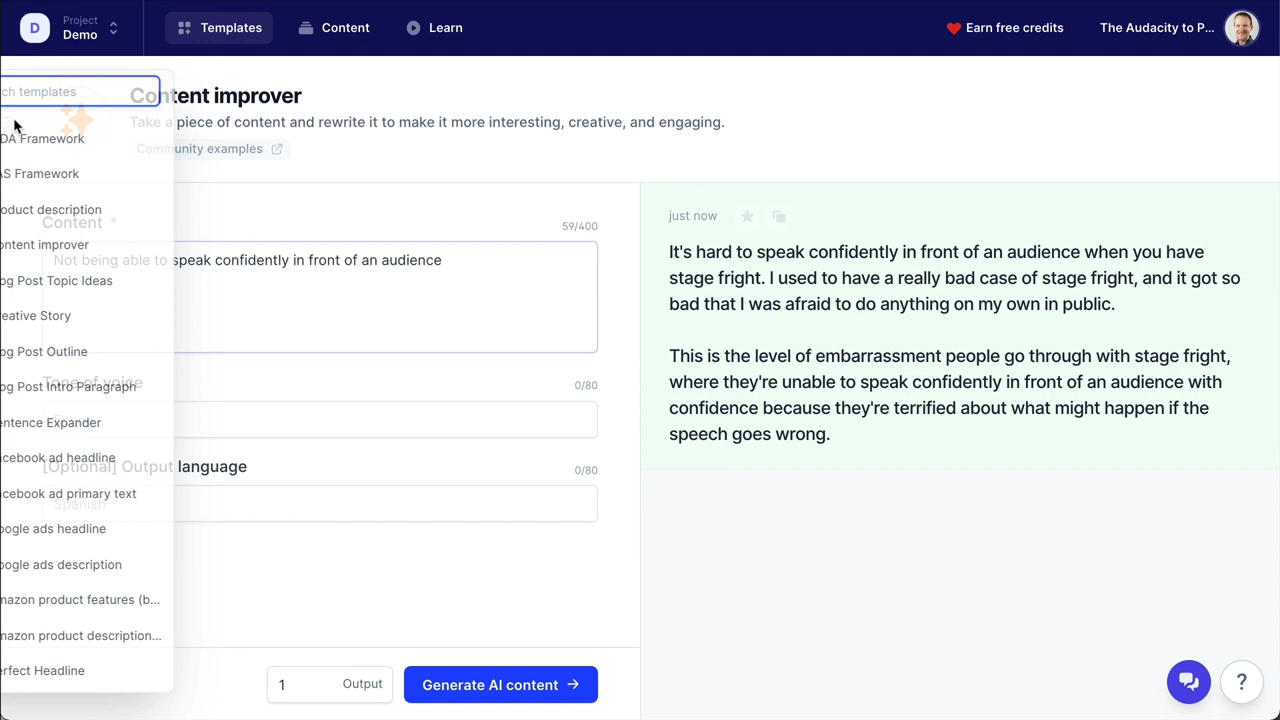 D
Project
Demo
Templates
Content
Learn
Earn free credits
The Audacity to P...
ch templates
DA Framework
AS Framework
oduct description
ontent improver
og Post Topic Ideas
eative Story
og Post Outline
og Post Intro Paragraph
entence Expander
cebook ad headline
cebook ad primary text
oogle ads headline
oogle ads description
mazon product features (b...
mazon product description...
erfect Headline
Content improver
Take a piece of content and rewrite it to make it more interesting, creative, and engaging.
Community examples
Content *
59/400
Not being able to speak confidently in front of an audience
Tone of voice
0/80
[Optional] Output language
0/80
Spanish
1
Output
Generate AI content
just now
It's hard to speak confidently in front of an audience when you have
stage fright. I used to have a really bad case of stage fright, and it got so
bad that I was afraid to do anything on my own in public.
This is the level of embarrassment people go through with stage fright,
where they're unable to speak confidently in front of an audience with
confidence because they're terrified about what might happen if the
speech goes wrong.
?